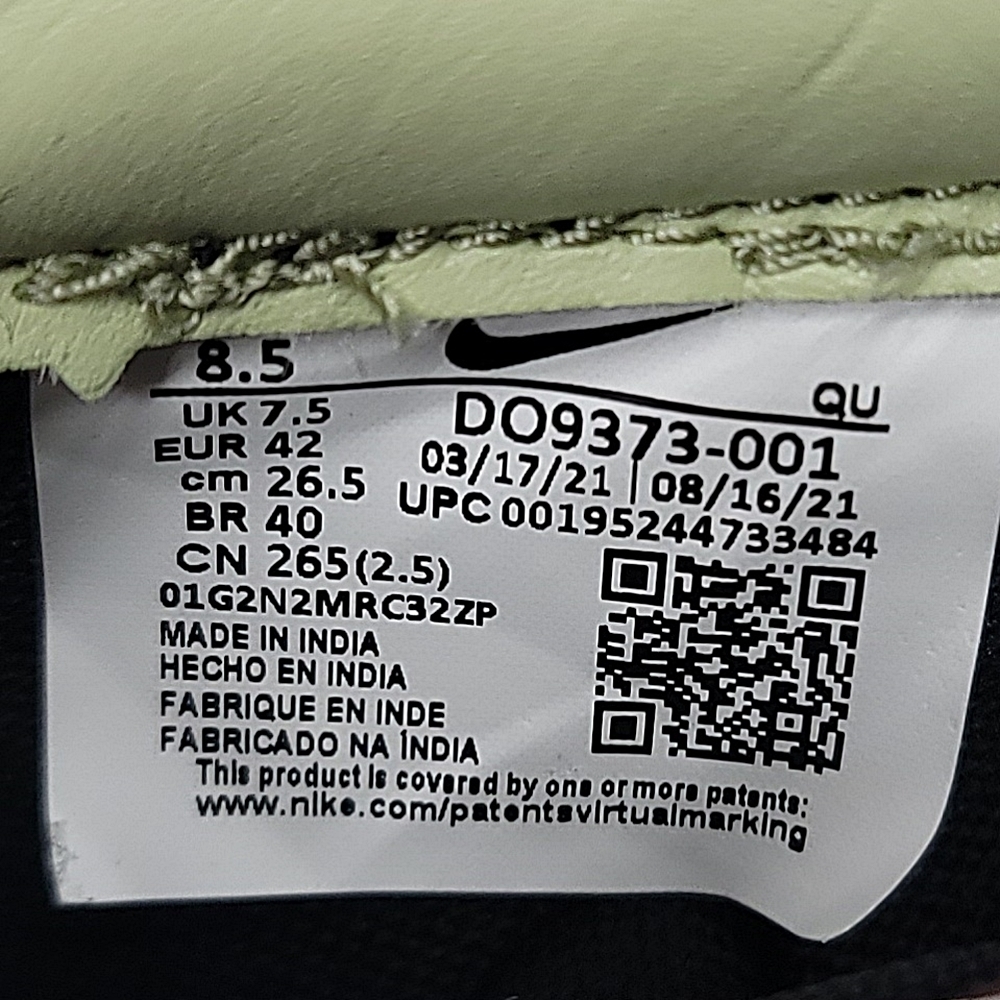 8.5
QU
UK 7.5
EUR 42
cm 26.5
BR 40
CN 265(2.5)
DO9373-001
03/17/21 | 08/16/21
UPC 00195244733484
01G2N2MRC32ZP
MADE IN INDIA
HECHO EN INDIA
FABRIQUE EN INDE
FABRICADO NA ÍNDIA
This product is covered by one or more patents:
www.nike.com/patentsvirtualmarking